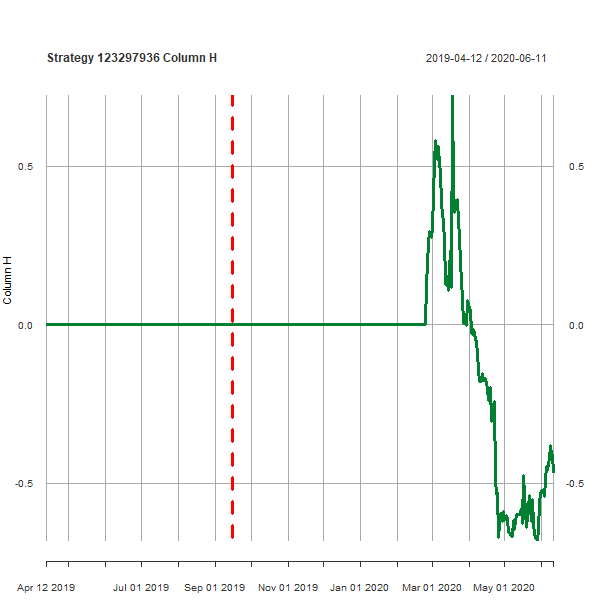 Strategy 123297936 Column H 2019-04-12 / 2020-06-11
0.5 0.5
Column H
0.0 0.0
-0.5 -0.5
Apr 12 2019 Jul 01 2019 Sep 01 2019 Nov 01 2019 Jan 01 2020 Mar 01 2020 May 01 2020